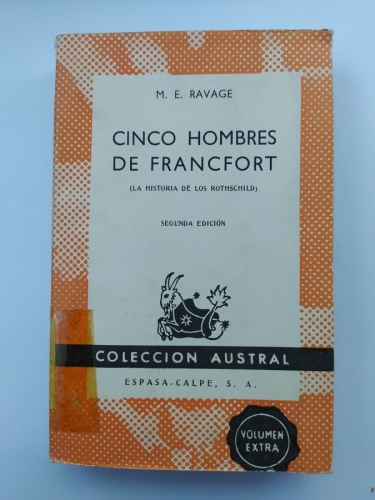 M. E. RAVAGE
CINCO HOMBRES
DE FRANCFORT
(LA HISTORIA DE LOS ROTHSCHILD)
SEGUNDA EDICIÓN
COLECCION AUSTRAL
ESPASA-CALPE, S. A.
VOLUMEN
EXTRA